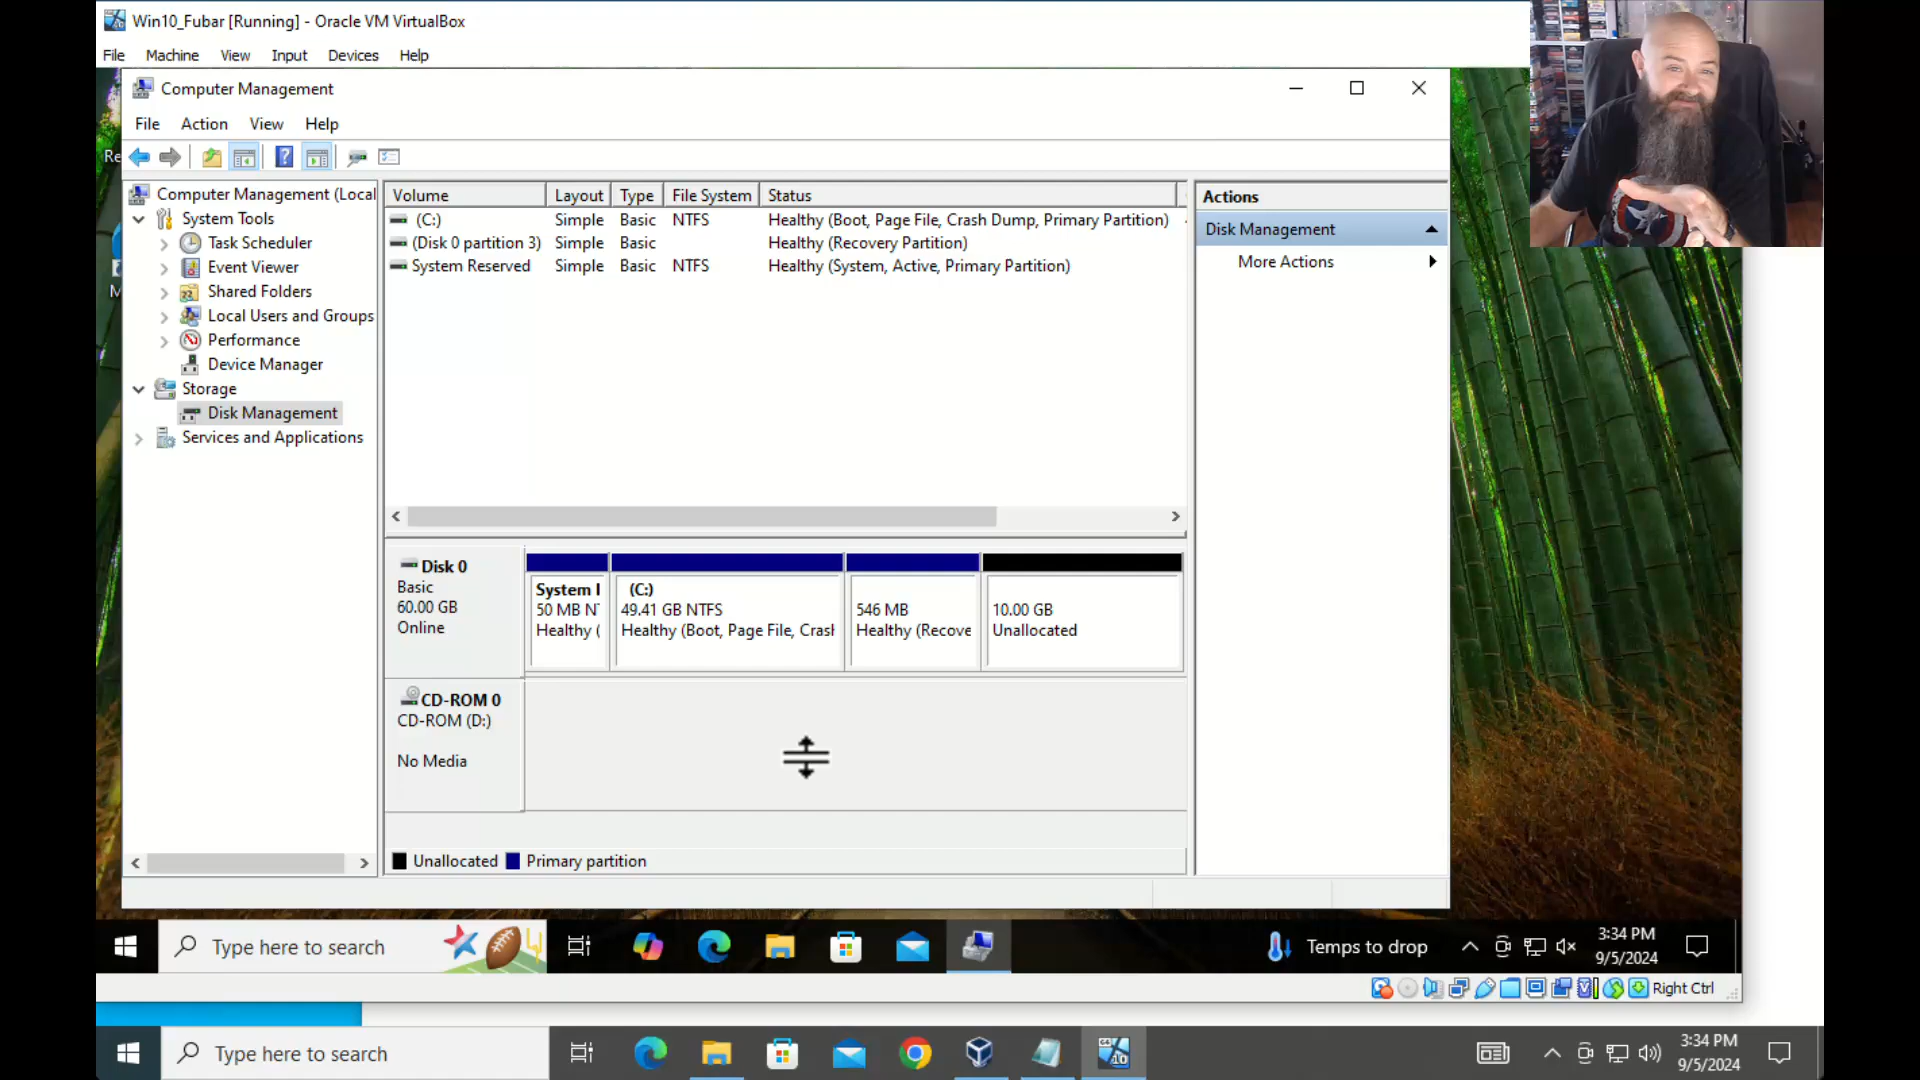 Win10_Fubar [Running] - Oracle VM VirtualBox
File Machine View Input Devices Help
Computer Management
File Action View Help
Re
Computer Management (Local
System Tools
Task Scheduler
Event Viewer
Shared Folders
Local Users and Groups
Performance
Device Manager
Storage
Disk Management
Services and Applications
M
Volume Layout Type File System Status
(C:) Simple Basic NTFS Healthy (Boot, Page File, Crash Dump, Primary Partition)
(Disk 0 partition 3) Simple Basic Healthy (Recovery Partition)
System Reserved Simple Basic NTFS Healthy (System, Active, Primary Partition)
Actions
Disk Management
More Actions
Disk 0
Basic
60.00 GB
Online
System
50 MB
Healthy (
(C:)
49.41 GB NTFS
Healthy (Boot, Page File, Crash
546 MB
Healthy (Recove
10.00 GB
Unallocated
CD-ROM 0
CD-ROM (D:)
No Media
Unallocated Primary partition
Type here to search
Temps to drop
3:34 PM
9/5/2024
Right Ctrl
Type here to search
3:34 PM
9/5/2024